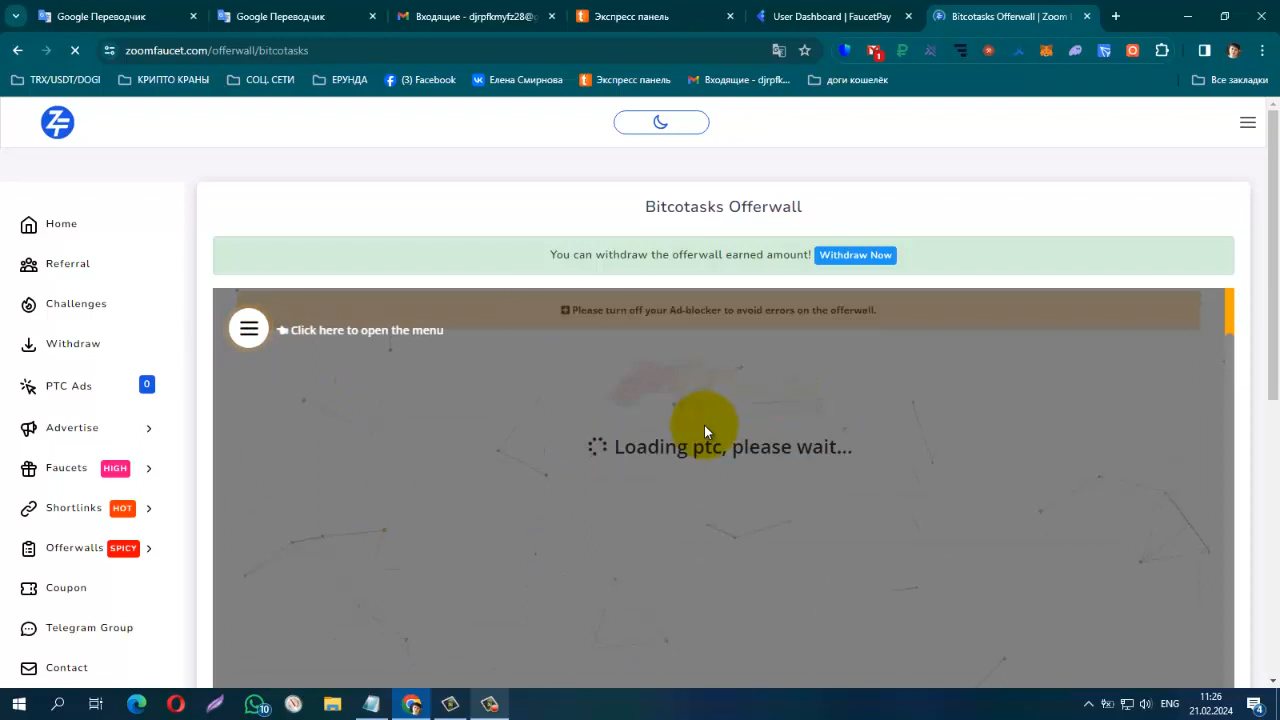 Google Переводчик
Google Переводчик
Входящие - djrpfkmyfz28@
Экспресс панель
User Dashboard | FaucetPay
Bitcotasks Offerwall | Zoom
zoomfaucet.com/offerwall/bitcotasks
1
TRX/USDT/DOGI
КРИПТО КРАНЫ
СОЦ. СЕТИ
ЕРУНДА
(3) Facebook
Елена Смирнова
Экспресс панель
Входящие - djrpfk...
доги кошелёк
Все закладки
Bitcotasks Offerwall
You can withdraw the offerwall earned amount! Withdraw Now
Please turn off your Ad-blocker to avoid errors on the offerwall.
Click here to open the menu
Loading ptc, please wait...
Home
Referral
Challenges
Withdraw
PTC Ads 0
Advertise
Faucets HIGH
Shortlinks HOT
Offerwalls SPICY
Coupon
Telegram Group
Contact
10
ENG
11:26
21.02.2024
4